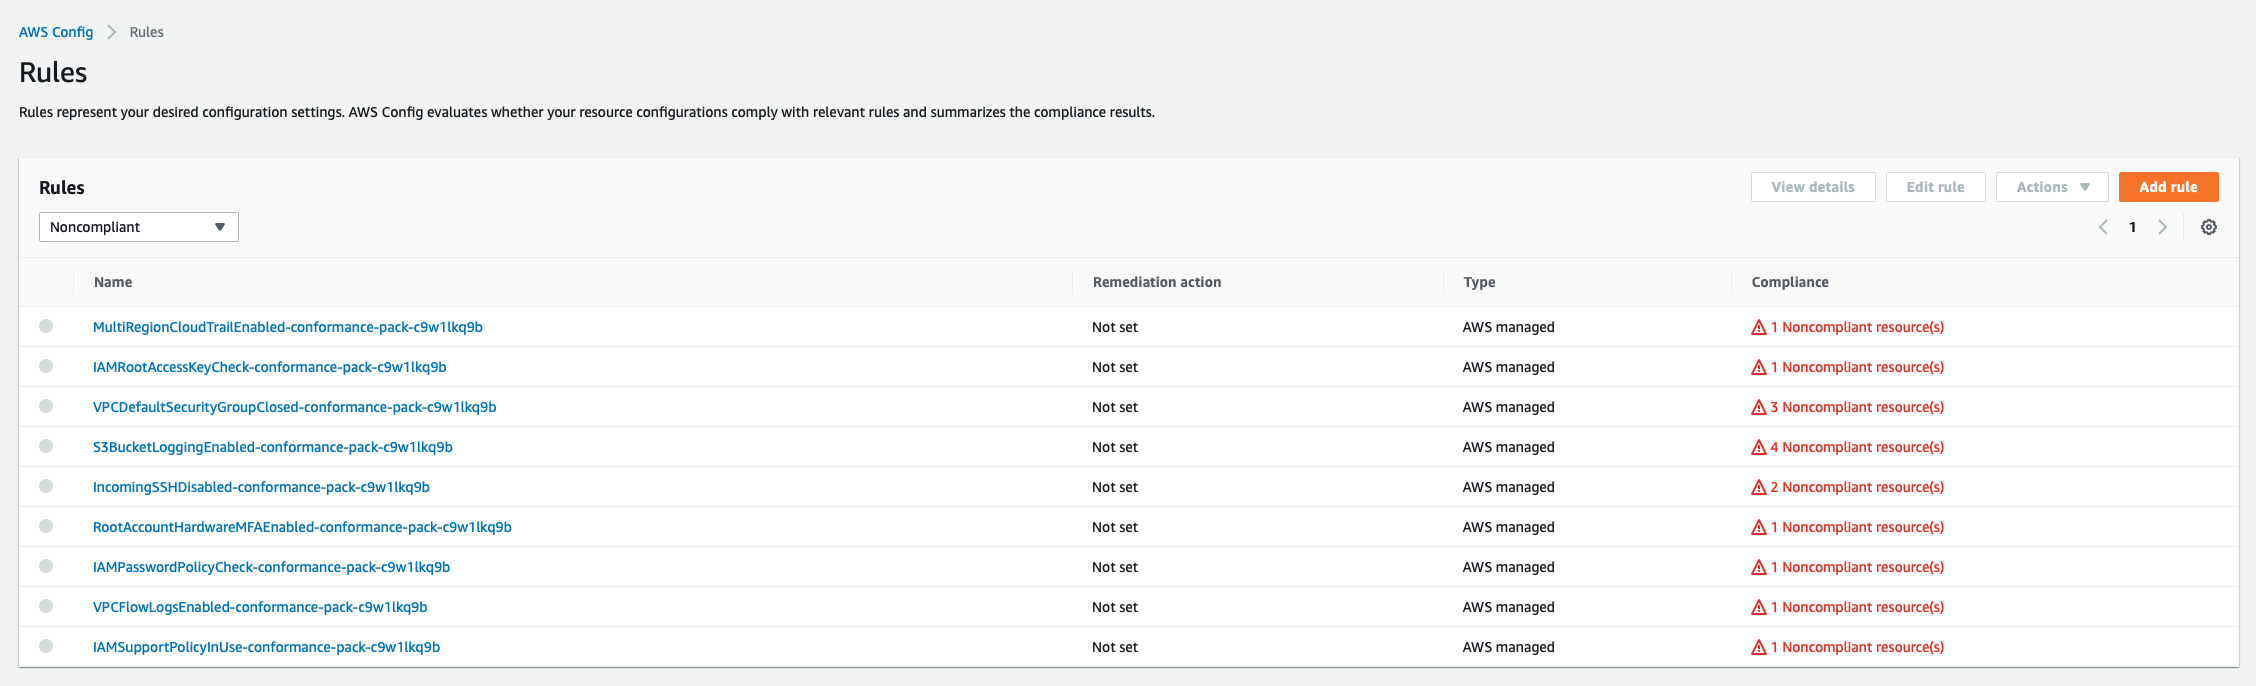 AWS Config > Rules
Rules
Rules represent your desired configuration settings. AWS Config evaluates whether your resource configurations comply with relevant rules and summarizes the compliance results.
Rules View details Edit rule Actions Add rule
Noncompliant 1
Name Remediation action Type Compliance
MultiRegionCloudTrailEnabled-conformance-pack-c9w1lkq9b Not set AWS managed 1 Noncompliant resource(s)
IAMRootAccessKeyCheck-conformance-pack-c9w1lkq9b Not set AWS managed 1 Noncompliant resource(s)
VPCDefaultSecurityGroupClosed-conformance-pack-c9w1lkq9b Not set AWS managed 3 Noncompliant resource(s)
S3BucketLoggingEnabled-conformance-pack-c9w1lkq9b Not set AWS managed 4 Noncompliant resource(s)
IncomingSSHDisabled-conformance-pack-c9w1lkq9b Not set AWS managed 2 Noncompliant resource(s)
RootAccountHardwareMFAEnabled-conformance-pack-c9w1lkq9b Not set AWS managed 1 Noncompliant resource(s)
IAMPasswordPolicyCheck-conformance-pack-c9w1lkq9b Not set AWS managed 1 Noncompliant resource(s)
VPCFlowLogsEnabled-conformance-pack-c9w1lkq9b Not set AWS managed 1 Noncompliant resource(s)
IAMSupportPolicyInUse-conformance-pack-c9w1lkq9b Not set AWS managed 1 Noncompliant resource(s)